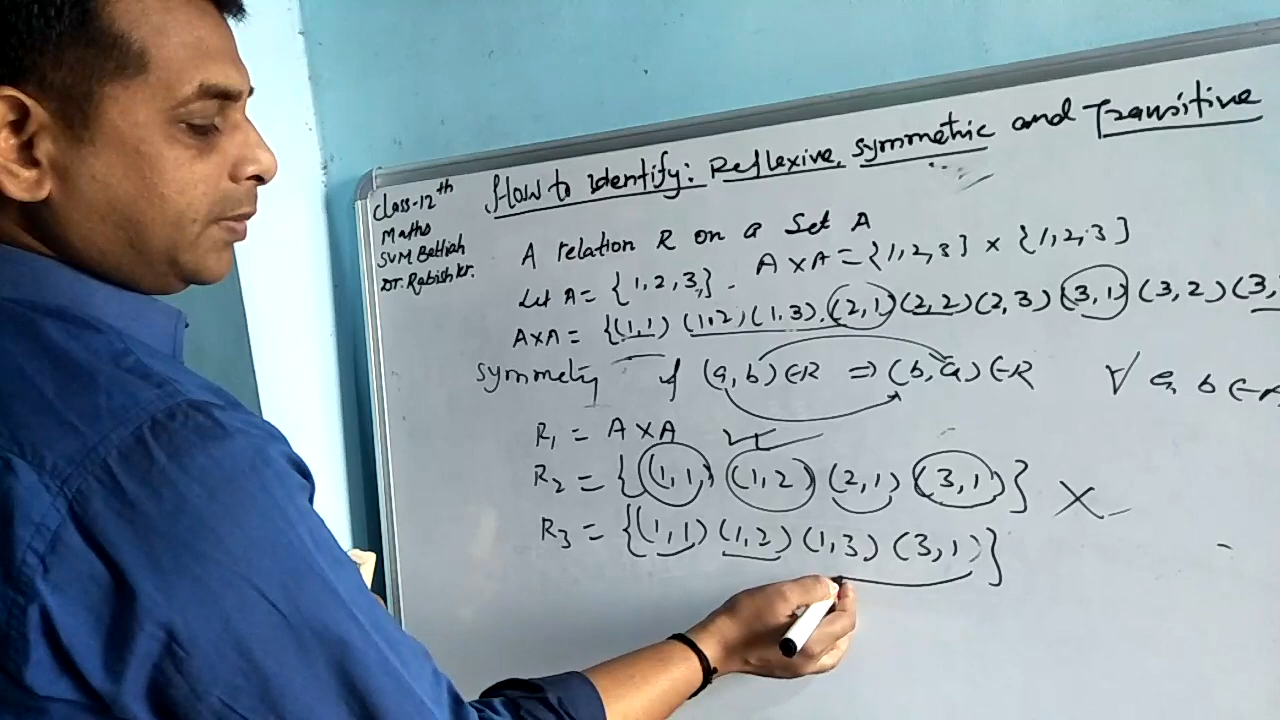 Class-12th
Maths
SVM Bettiah
Dr. Rabish Kr.
How to Identify: Reflexive, Symmetric and Transitive
A relation R on a Set A
Let A = {1, 2, 3,}. A×A = {1, 2, 3} × {1, 2, 3}
A×A = {(1,1) (1,2) (1,3), (2,1) (2,2) (2,3) (3,1) (3,2) (3,
Symmety if (a, b) ∈ R ⇒ (b, a) ∈ R ∀ a, b ∈ A
R₁ = A×A
R₂ = {(1,1) (1,2) (2,1) (3,1)} ×
R₃ = {(1,1) (1,2) (1,3) (3,1)}